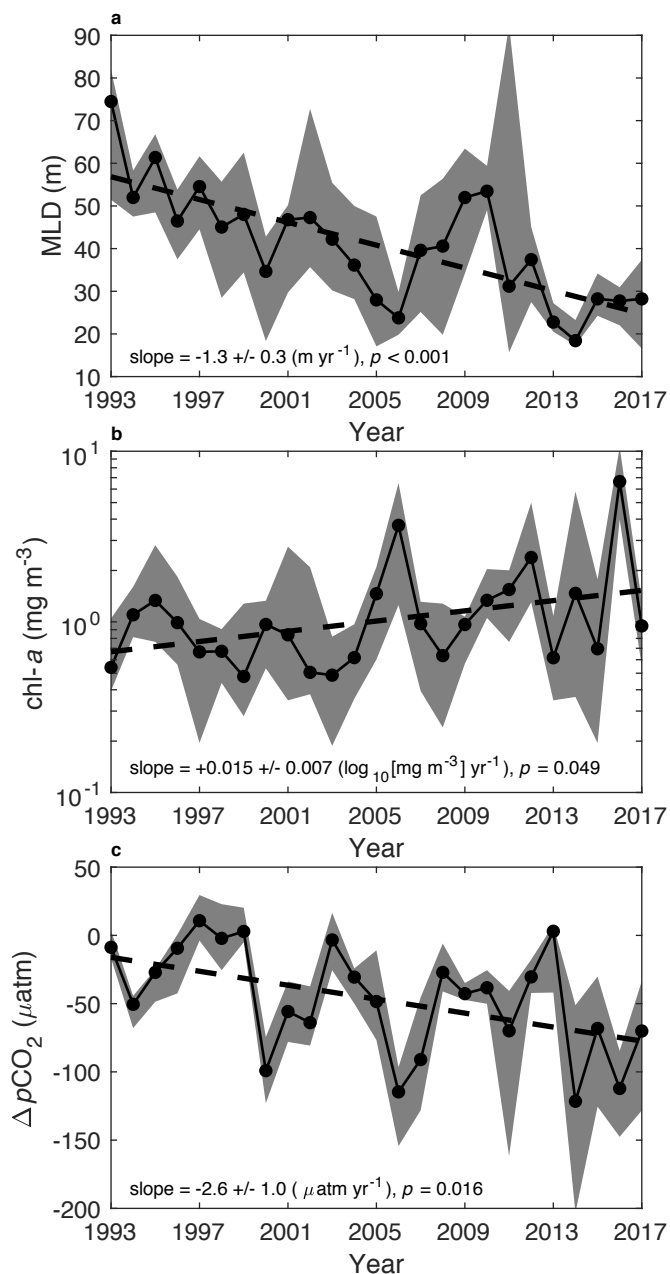 a
90
80
70
60
50
40
30
20
10
MLD (m)
slope = -1.3 +/- 0.3 (m yr⁻¹), p < 0.001
1993 1997 2001 2005 2009 2013 2017
Year
b
10¹
10⁰
10⁻¹
chl-a (mg m⁻³)
slope = +0.015 +/- 0.007 (log₁₀[mg m⁻³] yr⁻¹), p = 0.049
1993 1997 2001 2005 2009 2013 2017
Year
c
50
0
-50
-100
-150
-200
ΔpCO₂ (μatm)
slope = -2.6 +/- 1.0 ( μatm yr⁻¹), p = 0.016
1993 1997 2001 2005 2009 2013 2017
Year